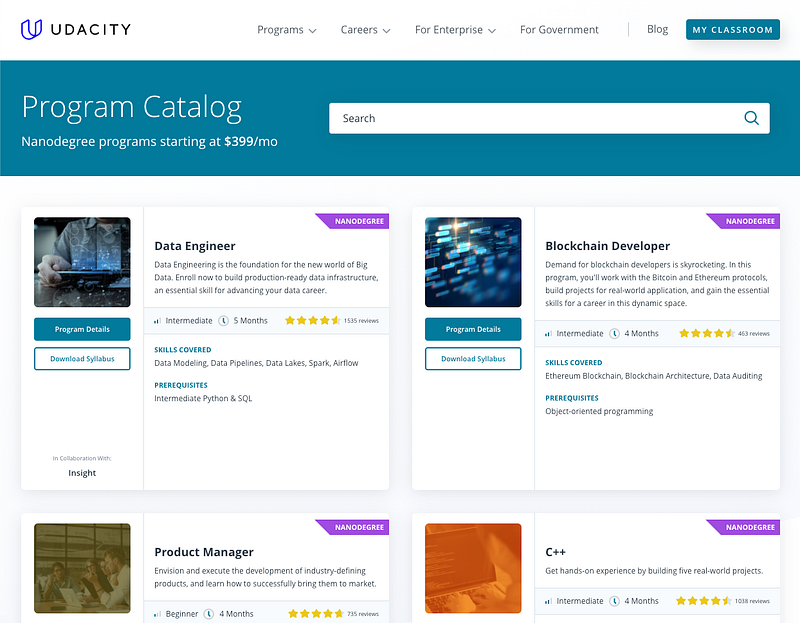 UDACITY
Programs
Careers
For Enterprise
For Government
Blog
MY CLASSROOM
Program Catalog
Nanodegree programs starting at $399/mo
Search
NANODEGREE
Data Engineer
Data Engineering is the foundation for the new world of Big
Data. Enroll now to build production-ready data infrastructure,
an essential skill for advancing your data career.
Program Details
Intermediate
5 Months
1535 reviews
Download Syllabus
SKILLS COVERED
Data Modeling, Data Pipelines, Data Lakes, Spark, Airflow
PREREQUISITES
Intermediate Python & SQL
In Collaboration With:
Insight
NANODEGREE
Blockchain Developer
Demand for blockchain developers is skyrocketing. In this
program, you'll work with the Bitcoin and Ethereum protocols,
build projects for real-world application, and gain the essential
skills for a career in this dynamic space.
Program Details
Intermediate
4 Months
463 reviews
Download Syllabus
SKILLS COVERED
Ethereum Blockchain, Blockchain Architecture, Data Auditing
PREREQUISITES
Object-oriented programming
NANODEGREE
Product Manager
Envision and execute the development of industry-defining
products, and learn how to successfully bring them to market.
Beginner
4 Months
735 reviews
NANODEGREE
C++
Get hands-on experience by building five real-world projects.
Intermediate
4 Months
1038 reviews